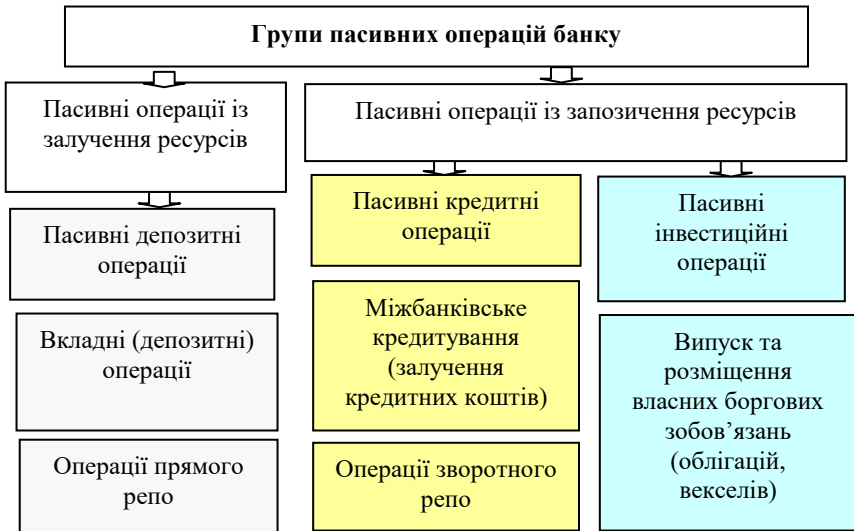 Групи пасивних операцій банку
Пасивні операції із
залучення ресурсів
Пасивні операції із запозичення ресурсів
Пасивні депозитні
операції
Пасивні кредитні
операції
Пасивні
інвестиційні
операції
Вкладні (депозитні)
операції
Міжбанківське
кредитування
(залучення
кредитних коштів)
Випуск та
розміщення
власних боргових
зобов’язань
(облігацій,
векселів)
Операції прямого
репо
Операції зворотного
репо